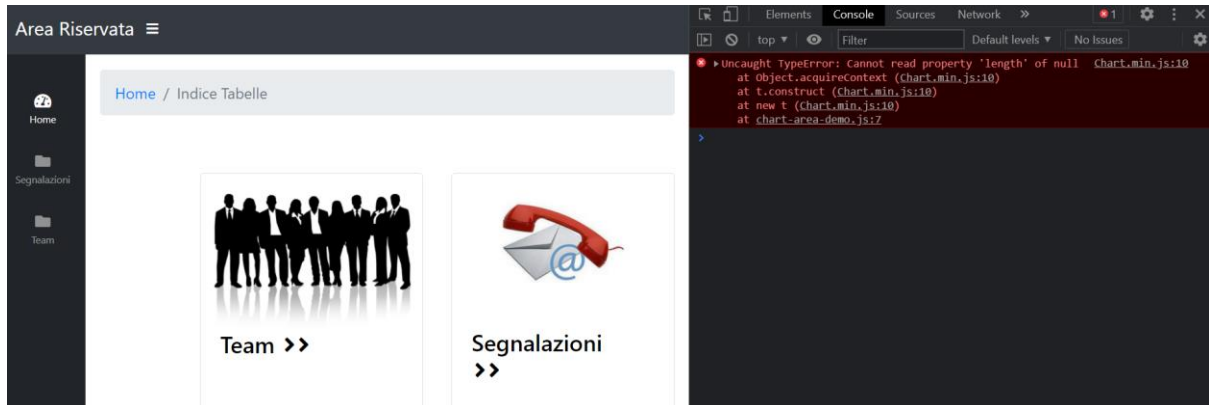 Area Riservata
Home
Segnalazioni
Team
Home / Indice Tabelle
Team >>
Segnalazioni
>>
Elements Console Sources Network » 1
top ▼ Filter Default levels ▼ No Issues
Uncaught TypeError: Cannot read property 'length' of null Chart.min.js:10
at Object.acquireContext (Chart.min.js:10)
at t.construct (Chart.min.js:10)
at new t (Chart.min.js:10)
at chart-area-demo.js:7